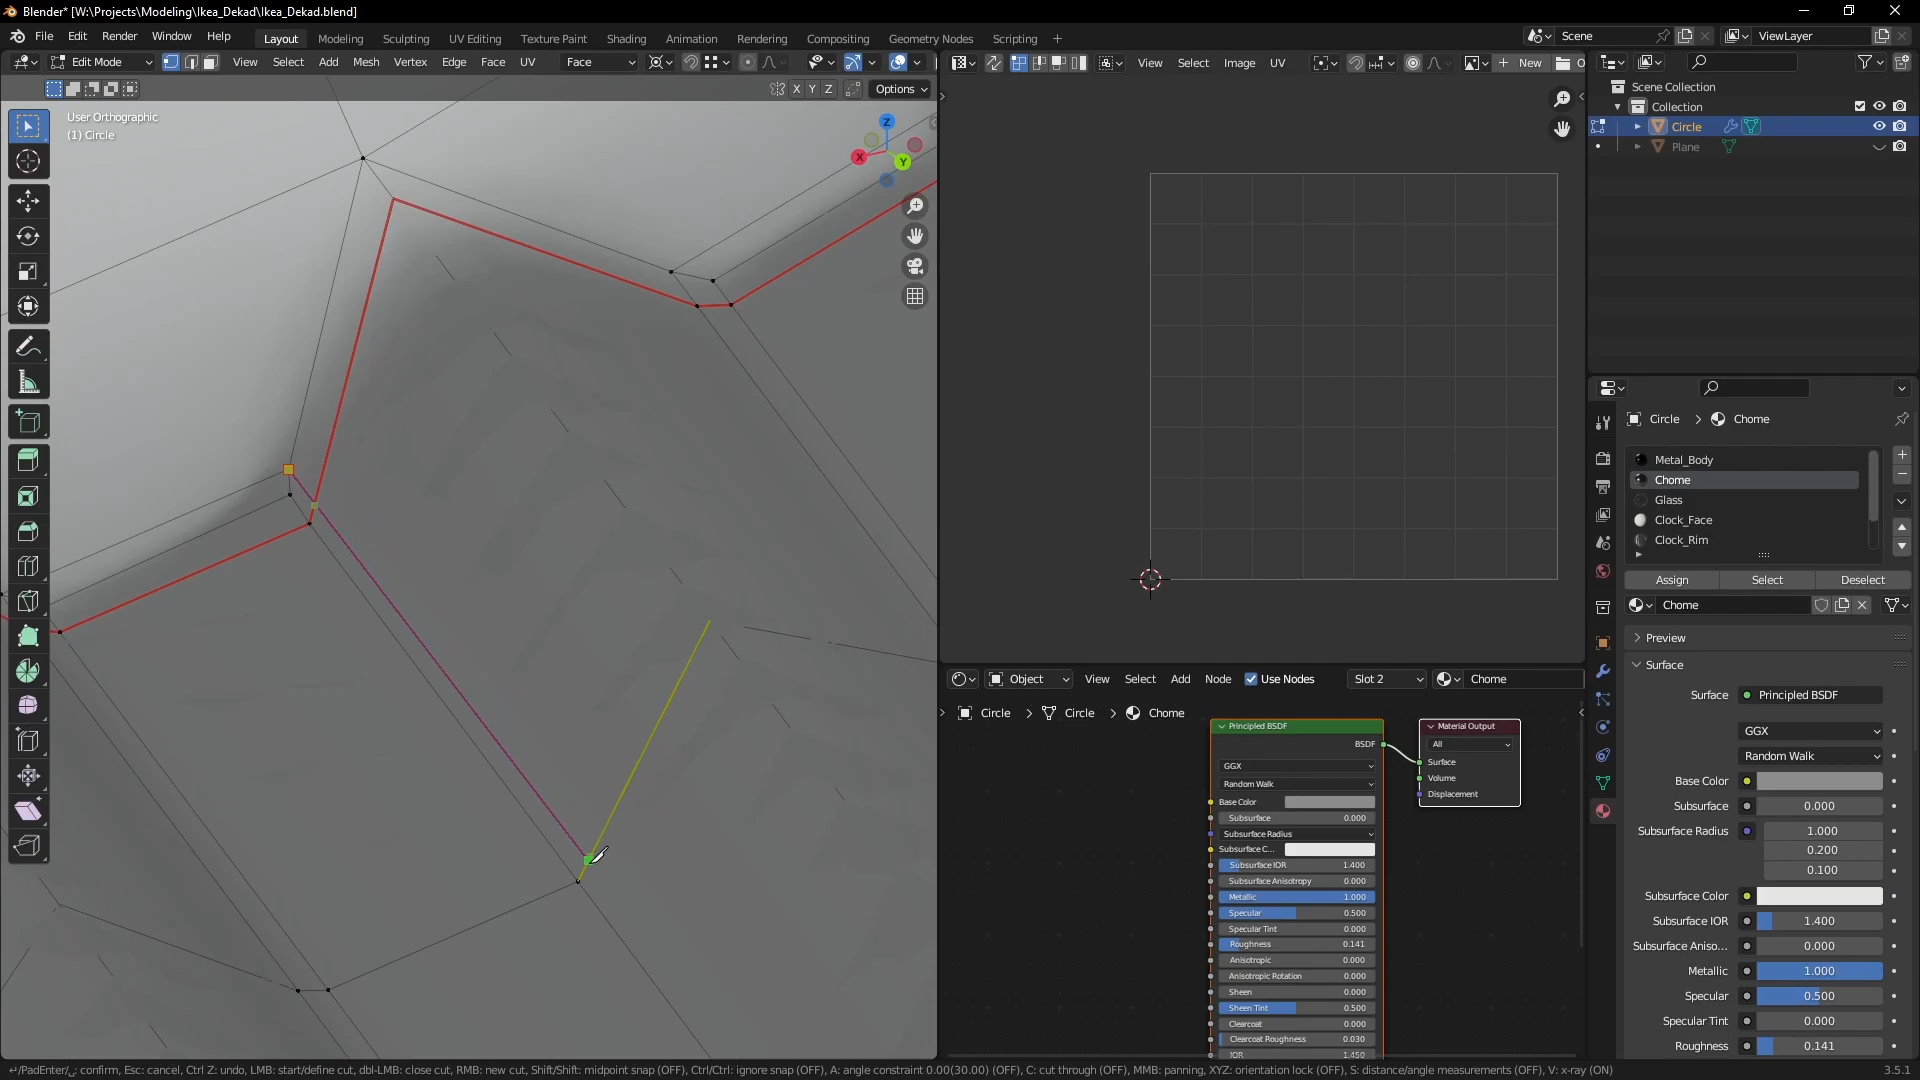 Blender* [W:\Projects\Modeling\Ikea_Dekad\Ikea_Dekad.blend]
File Edit Render Window Help Layout Modeling Sculpting UV Editing Texture Paint Shading Animation Rendering Compositing Geometry Nodes Scripting + Scene ViewLayer
Edit Mode View Select Add Mesh Vertex Edge Face UV Face
X Y Z Options
User Orthographic
(1) Circle
Z
X
Y
View Select Image UV + New
Scene Collection
Collection
Circle
Plane
Circle > Chome
Metal_Body
Chome
Glass
Clock_Face
Clock_Rim
Assign Select Deselect
Chome
Preview
Surface
Surface Principled BSDF
GGX
Random Walk
Base Color
Subsurface 0.000
Subsurface Radius 1.000
0.200
0.100
Subsurface Color
Subsurface IOR 1.400
Subsurface Aniso... 0.000
Metallic 1.000
Specular 0.500
Specular Tint 0.000
Roughness 0.141
Object View Select Add Node Use Nodes Slot 2 Chome
Circle > Circle > Chome
Principled BSDF
BSDF
GGX
Random Walk
Base Color
Subsurface 0.000
Subsurface Radius
Subsurface C...
Subsurface IOR 1.400
Subsurface Anisotropy 0.000
Metallic 1.000
Specular 0.500
Specular Tint 0.000
Roughness 0.141
Anisotropic 0.000
Anisotropic Rotation 0.000
Sheen 0.000
Sheen Tint 0.500
Clearcoat 0.000
Clearcoat Roughness 0.030
IOR 1.450
Material Output
All
Surface
Volume
Displacement
/PadEnter/ : confirm, Esc: cancel, Ctrl Z: undo, LMB: start/define cut, dbl-LMB: close cut, RMB: new cut, Shift/Shift: midpoint snap (OFF), Ctrl/Ctrl: ignore snap (OFF), A: angle constraint 0.00(30.00) (OFF), C: cut through (OFF), MMB: panning, XYZ: orientation lock (OFF), S: distance/angle measurements (OFF), V: x-ray (ON)
3.5.1